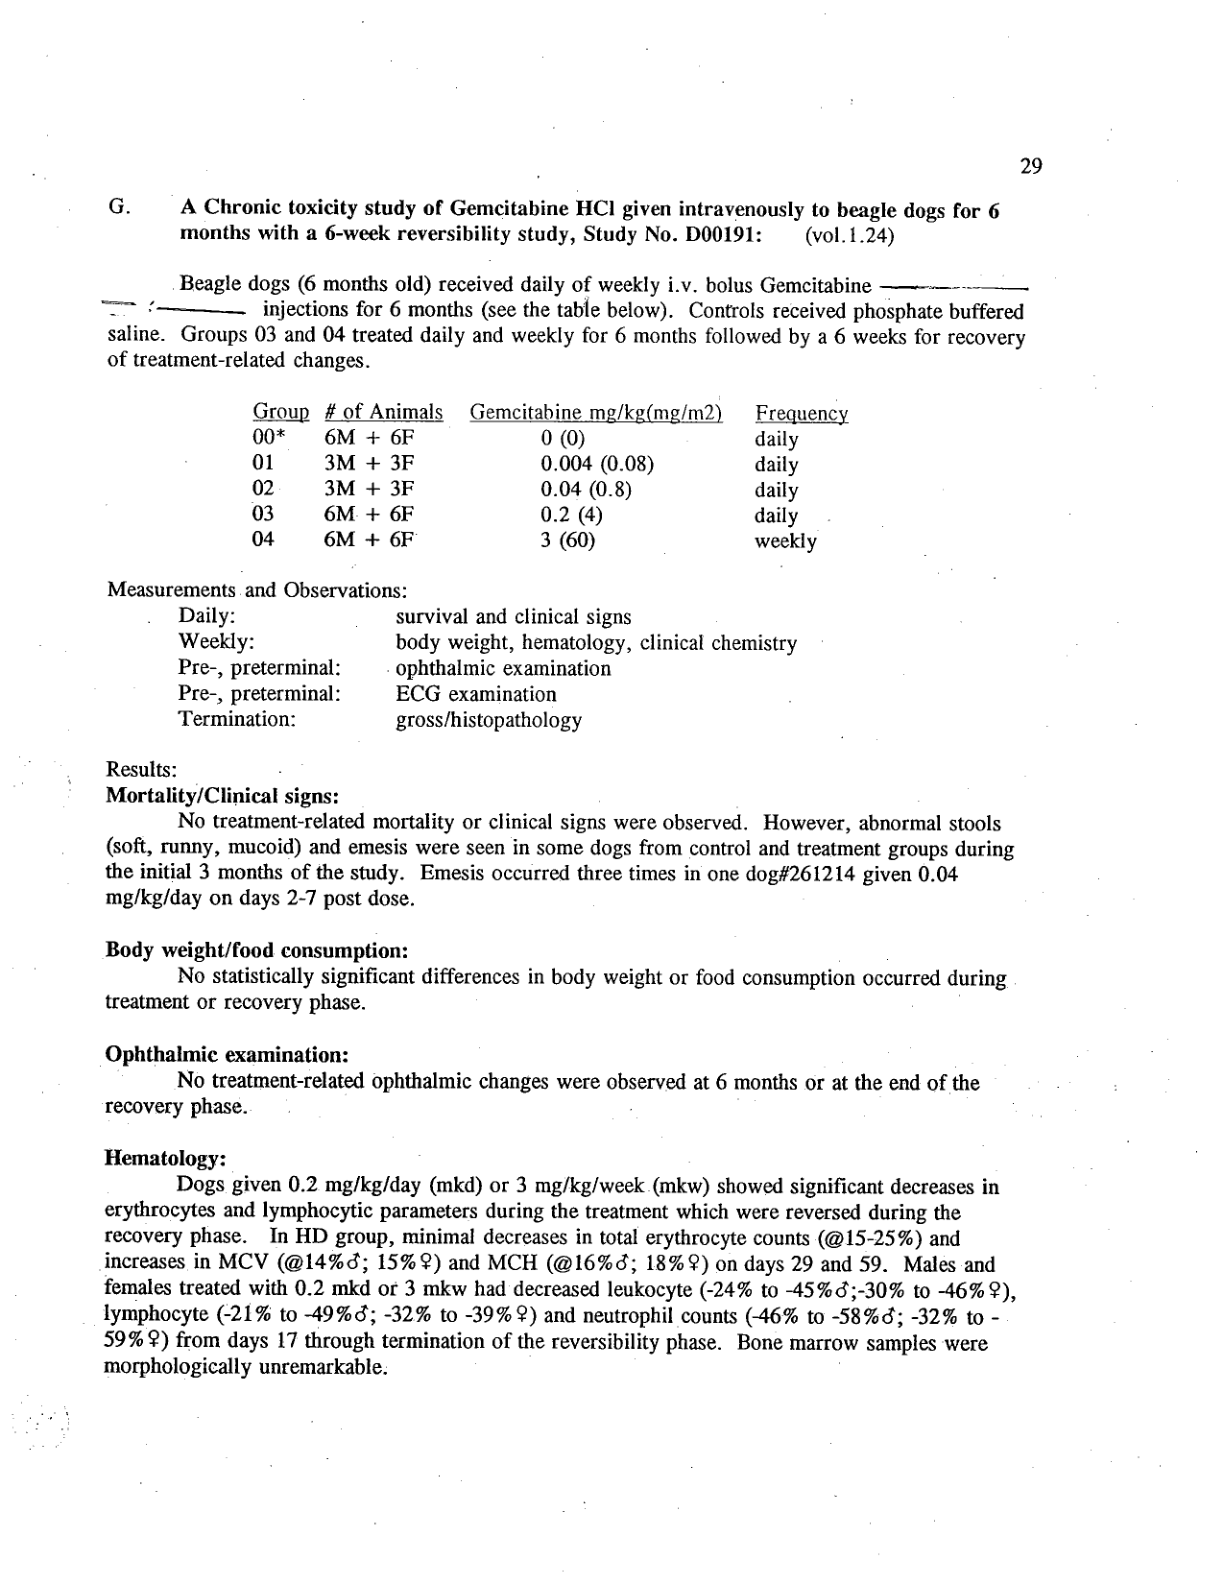 29
G. A Chronic toxicity study of Gemcitabine HCl given intravenously to beagle dogs for 6
months with a 6-week reversibility study, Study No. D00191: (vol.1.24)
Beagle dogs (6 months old) received daily of weekly i.v. bolus Gemcitabine
injections for 6 months (see the table below). Controls received phosphate buffered
saline. Groups 03 and 04 treated daily and weekly for 6 months followed by a 6 weeks for recovery
of treatment-related changes.
Group # of Animals Gemcitabine mg/kg(mg/m2) Frequency
00* 6M + 6F 0 (0) daily
01 3M + 3F 0.004 (0.08) daily
02 3M + 3F 0.04 (0.8) daily
03 6M + 6F 0.2 (4) daily
04 6M + 6F 3 (60) weekly
Measurements and Observations:
Daily: survival and clinical signs
Weekly: body weight, hematology, clinical chemistry
Pre-, preterminal: ophthalmic examination
Pre-, preterminal: ECG examination
Termination: gross/histopathology
Results:
Mortality/Clinical signs:
No treatment-related mortality or clinical signs were observed. However, abnormal stools
(soft, runny, mucoid) and emesis were seen in some dogs from control and treatment groups during
the initial 3 months of the study. Emesis occurred three times in one dog#261214 given 0.04
mg/kg/day on days 2-7 post dose.
Body weight/food consumption:
No statistically significant differences in body weight or food consumption occurred during
treatment or recovery phase.
Ophthalmic examination:
No treatment-related ophthalmic changes were observed at 6 months or at the end of the
recovery phase.
Hematology:
Dogs given 0.2 mg/kg/day (mkd) or 3 mg/kg/week (mkw) showed significant decreases in
erythrocytes and lymphocytic parameters during the treatment which were reversed during the
recovery phase. In HD group, minimal decreases in total erythrocyte counts (@15-25%) and
increases in MCV (@14%♂; 15%♀) and MCH (@16%♂; 18%♀) on days 29 and 59. Males and
females treated with 0.2 mkd or 3 mkw had decreased leukocyte (-24% to -45%♂;-30% to -46%♀),
lymphocyte (-21% to -49%♂; -32% to -39%♀) and neutrophil counts (-46% to -58%♂; -32% to -
59%♀) from days 17 through termination of the reversibility phase. Bone marrow samples were
morphologically unremarkable.